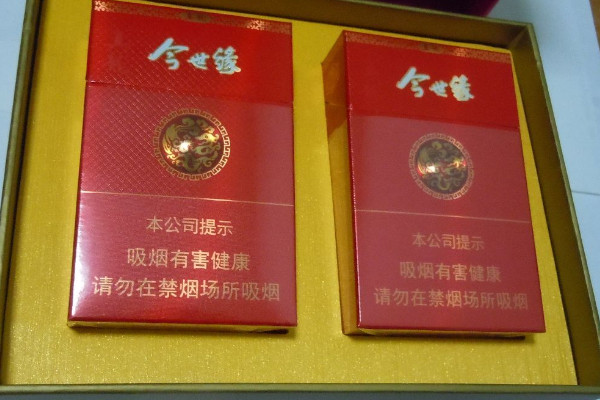 今世缘
本公司提示
吸烟有害健康
请勿在禁烟场所吸烟
今世缘
本公司提示
吸烟有害健康
请勿在禁烟场所吸烟